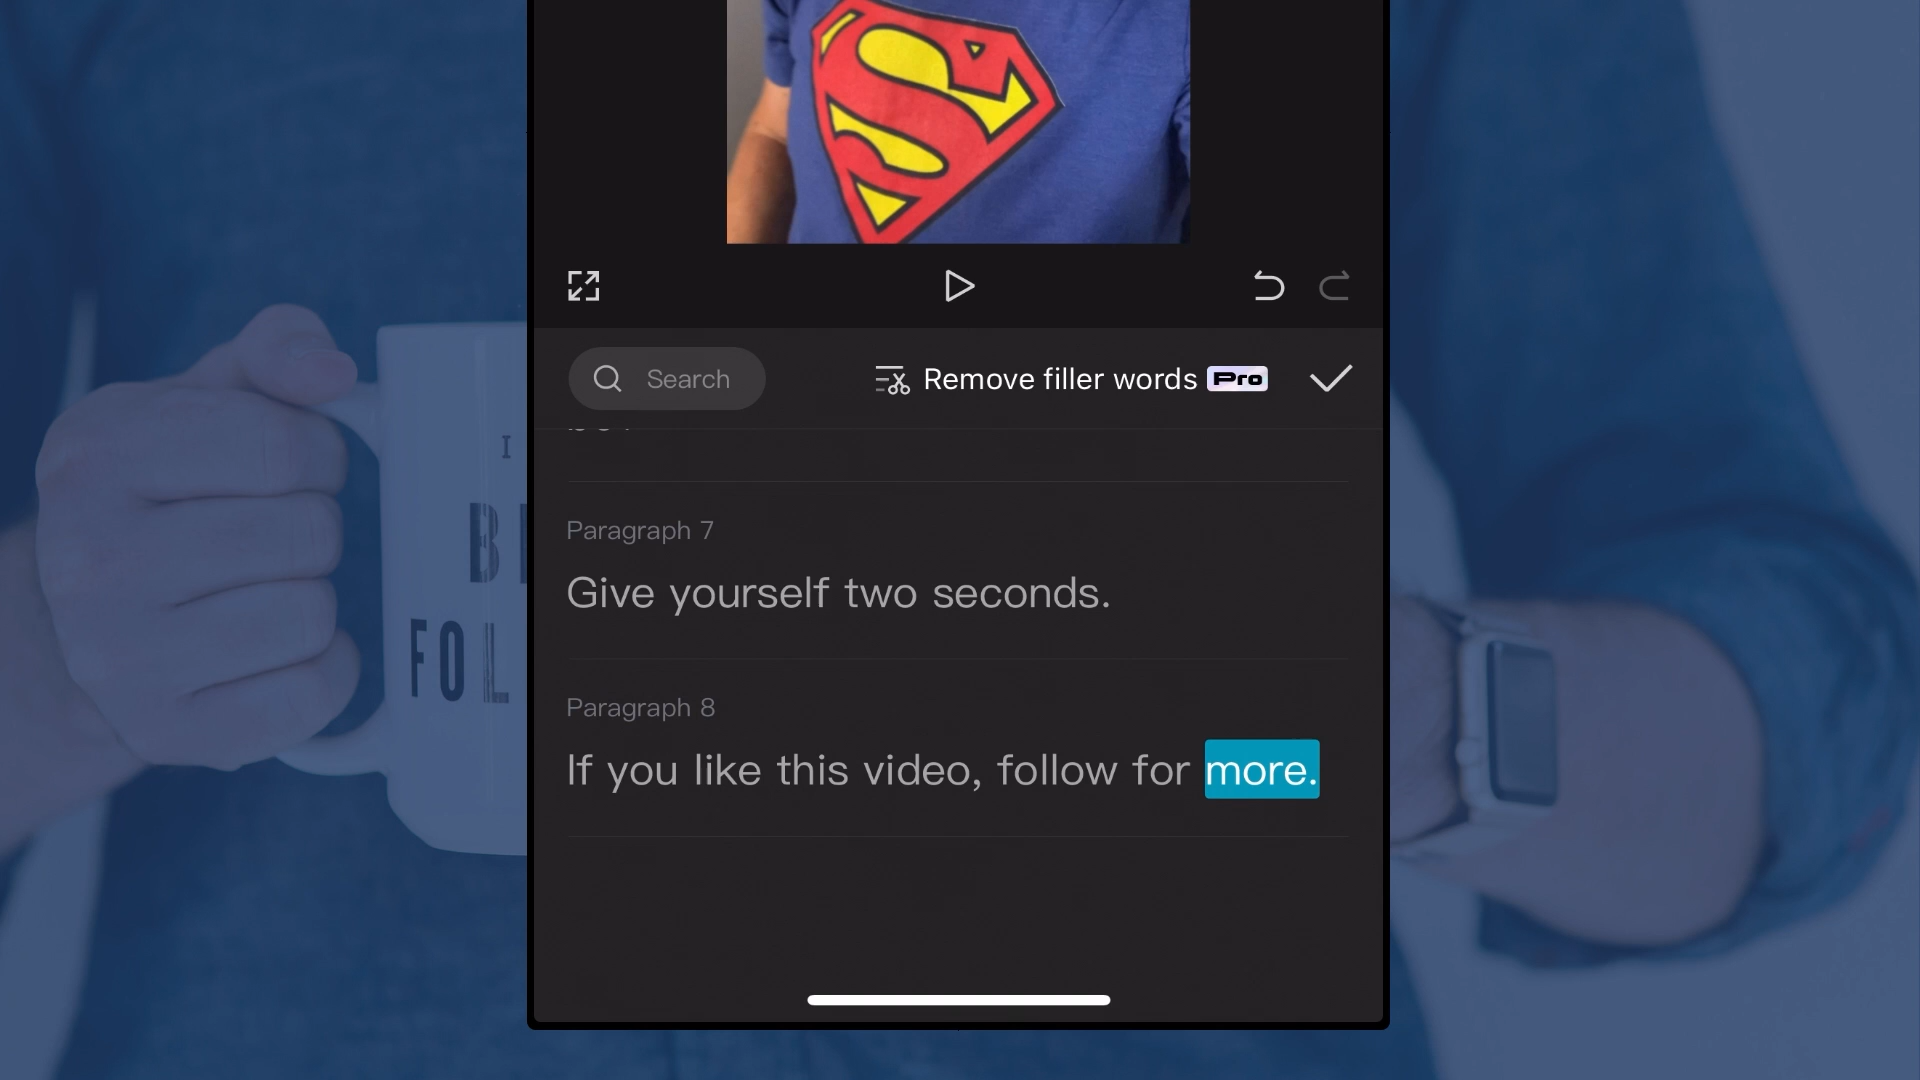 Search
Remove filler words Pro
Paragraph 7
Give yourself two seconds.
Paragraph 8
If you like this video, follow for more.
I
B
FOL
S